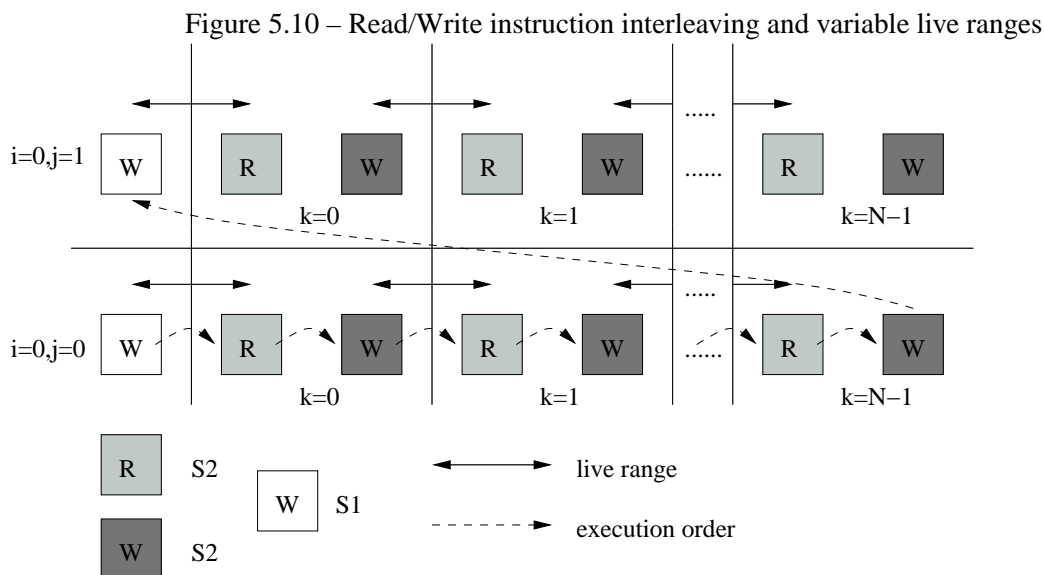 Figure 5.10 – Read/Write instruction interleaving and variable live ranges
.....
i=0,j=1 W R W R W ...... R W
k=0 k=1 k=N−1
.....
i=0,j=0 W R W R W ...... R W
k=0 k=1 k=N−1
R S2 live range
W S1
W S2 execution order